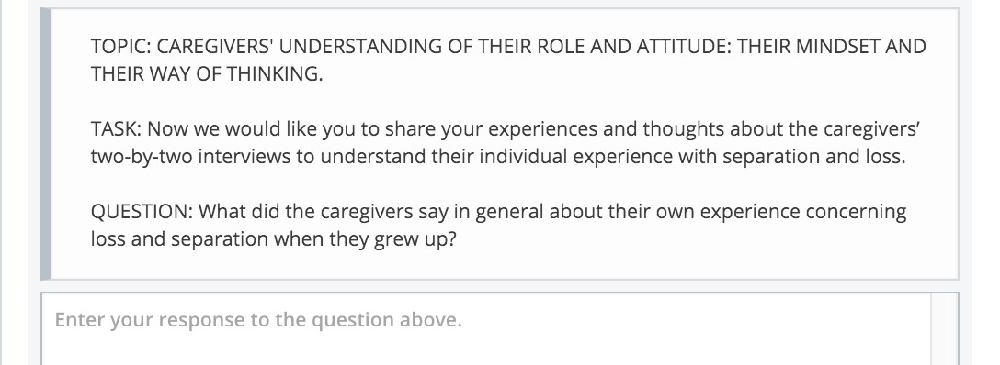 TOPIC: CAREGIVERS' UNDERSTANDING OF THEIR ROLE AND ATTITUDE: THEIR MINDSET AND
THEIR WAY OF THINKING.
TASK: Now we would like you to share your experiences and thoughts about the caregivers’
two-by-two interviews to understand their individual experience with separation and loss.
QUESTION: What did the caregivers say in general about their own experience concerning
loss and separation when they grew up?
Enter your response to the question above.